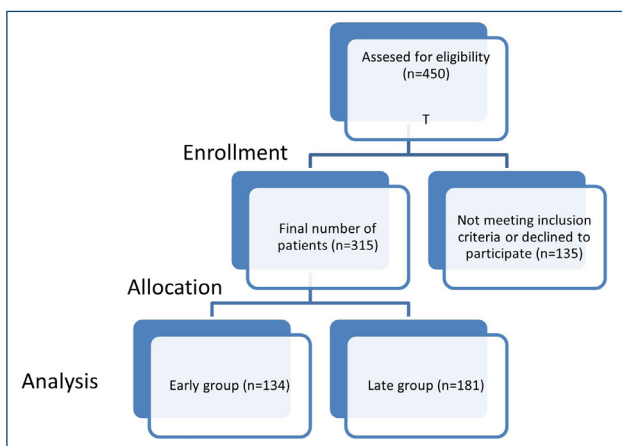 Assesed for eligibility
(n=450)
T
Enrollment
Final number of
patients (n=315)
Not meeting inclusion
criteria or declined to
participate (n=135)
Allocation
Analysis
Early group (n=134)
Late group (n=181)